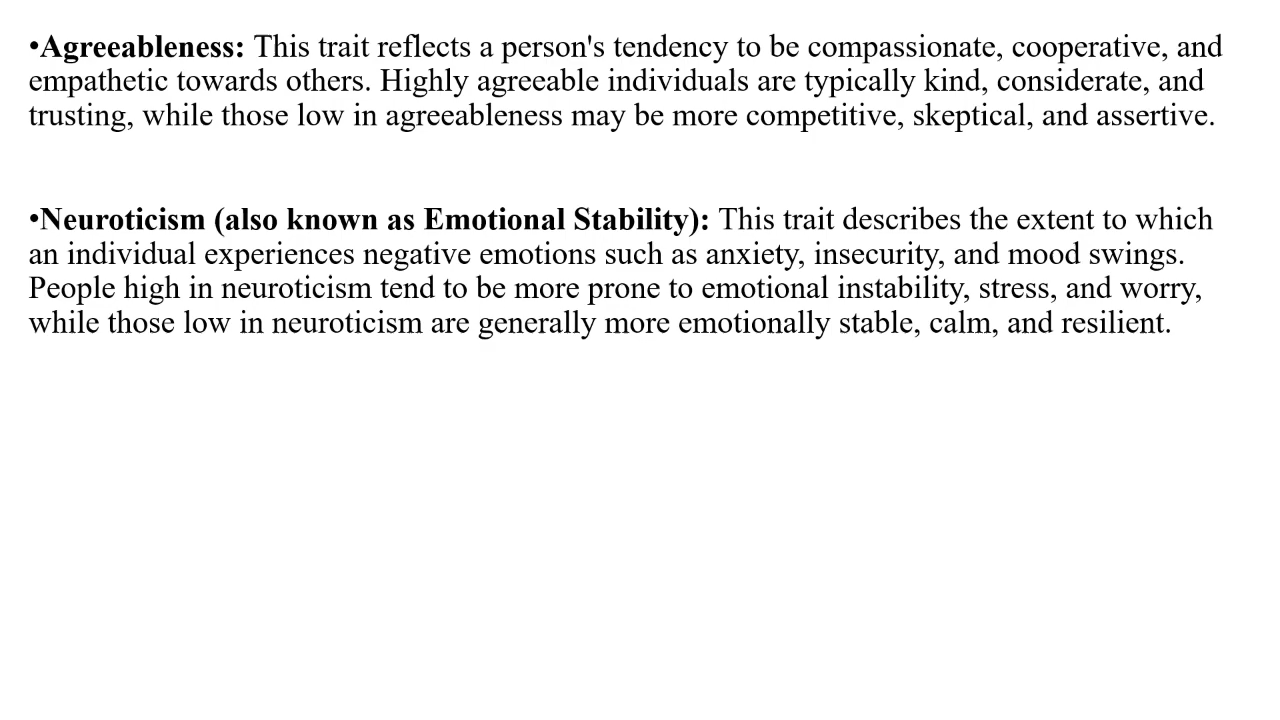 •Agreeableness: This trait reflects a person's tendency to be compassionate, cooperative, and
empathetic towards others. Highly agreeable individuals are typically kind, considerate, and
trusting, while those low in agreeableness may be more competitive, skeptical, and assertive.
•Neuroticism (also known as Emotional Stability): This trait describes the extent to which
an individual experiences negative emotions such as anxiety, insecurity, and mood swings.
People high in neuroticism tend to be more prone to emotional instability, stress, and worry,
while those low in neuroticism are generally more emotionally stable, calm, and resilient.